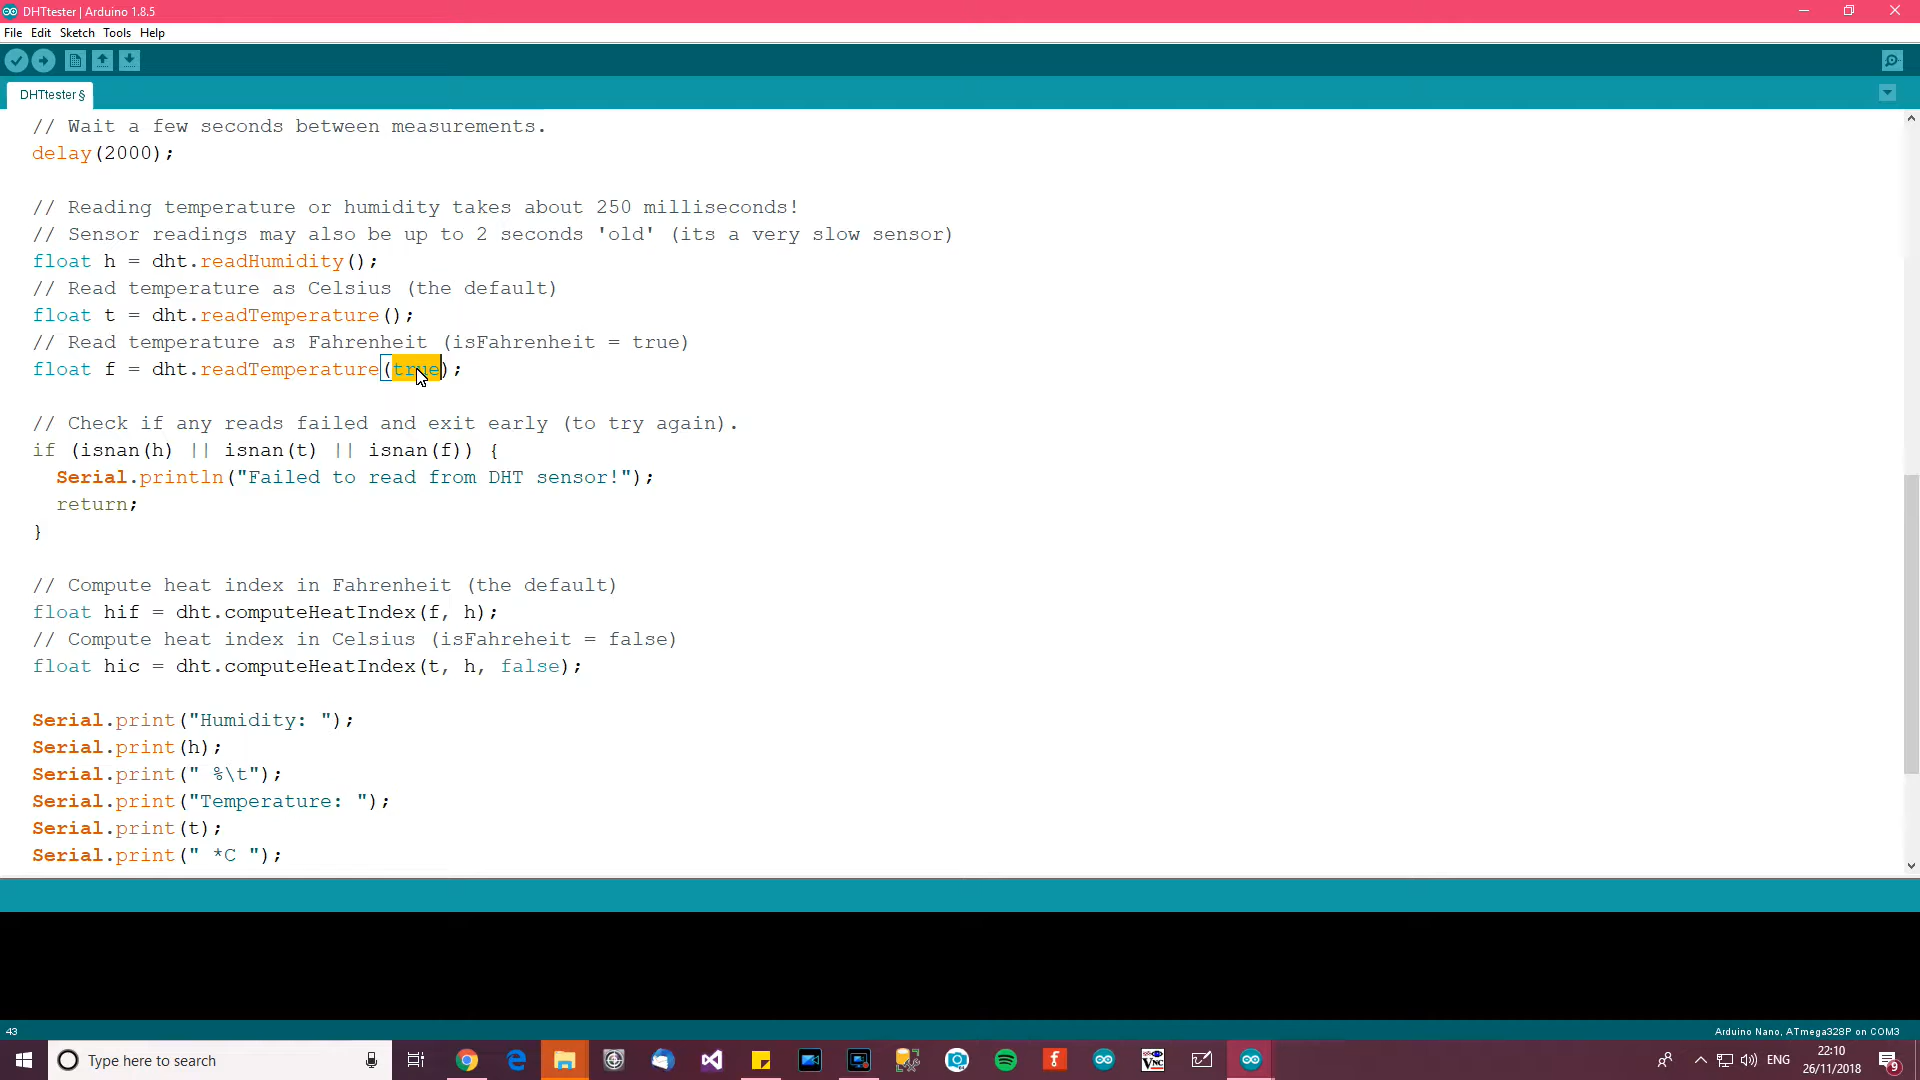 DHTtester | Arduino 1.8.5
File Edit Sketch Tools Help
DHTtester §
// Wait a few seconds between measurements.
delay(2000);
// Reading temperature or humidity takes about 250 milliseconds!
// Sensor readings may also be up to 2 seconds 'old' (its a very slow sensor)
float h = dht.readHumidity();
// Read temperature as Celsius (the default)
float t = dht.readTemperature();
// Read temperature as Fahrenheit (isFahrenheit = true)
float f = dht.readTemperature(true);
// Check if any reads failed and exit early (to try again).
if (isnan(h) || isnan(t) || isnan(f)) {
Serial.println("Failed to read from DHT sensor!");
return;
}
// Compute heat index in Fahrenheit (the default)
float hif = dht.computeHeatIndex(f, h);
// Compute heat index in Celsius (isFahreheit = false)
float hic = dht.computeHeatIndex(t, h, false);
Serial.print("Humidity: ");
Serial.print(h);
Serial.print(" %\t");
Serial.print("Temperature: ");
Serial.print(t);
Serial.print(" *C ");
43
Arduino Nano, ATmega328P on COM3
Type here to search
ENG
22:10
26/11/2018
9